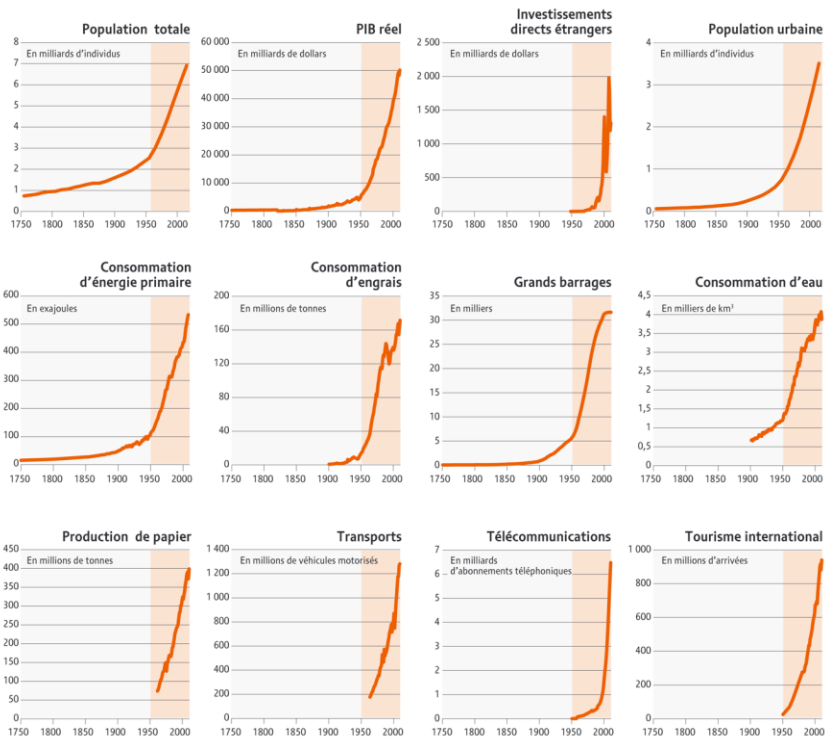 Population totale
En milliards d'individus
8
7
6
5
4
3
2
1
0
1750 1800 1850 1900 1950 2000
PIB réel
En milliards de dollars
60 000
50 000
40 000
30 000
20 000
10 000
0
1750 1800 1850 1900 1950 2000
Investissements
directs étrangers
En milliards de dollars
2 500
2 000
1 000
500
0
1750 1800 1850 1900 1950 2000
Population urbaine
En milliards d'individus
4
3
2
1
0
1750 1800 1850 1900 1950 2000
Consommation
d'énergie primaire
En exajoules
600
500
400
300
200
100
0
1750 1800 1850 1900 1950 2000
Consommation
d'engrais
En millions de tonnes
200
160
120
80
40
0
1750 1800 1850 1900 1950 2000
Grands barrages
En milliers
35
30
25
20
15
10
5
0
1750 1800 1850 1900 1950 2000
Consommation d'eau
En milliers de km³
4,5
4
3,5
3
2,5
2
1,5
1
0,5
0
1750 1800 1850 1900 1950 2000
Production de papier
En millions de tonnes
450
400
350
300
250
200
150
100
50
0
1750 1800 1850 1900 1950 2000
Transports
En millions de véhicules motorisés
1 400
1 200
1 000
800
600
400
200
0
1750 1800 1850 1900 1950 2000
Télécommunications
En milliards
d'abonnements téléphoniques
7
6
5
4
3
2
1
0
1750 1800 1850 1900 1950 2000
Tourisme international
En millions d'arrivées
1 000
800
600
400
200
0
1750 1800 1850 1900 1950 2000